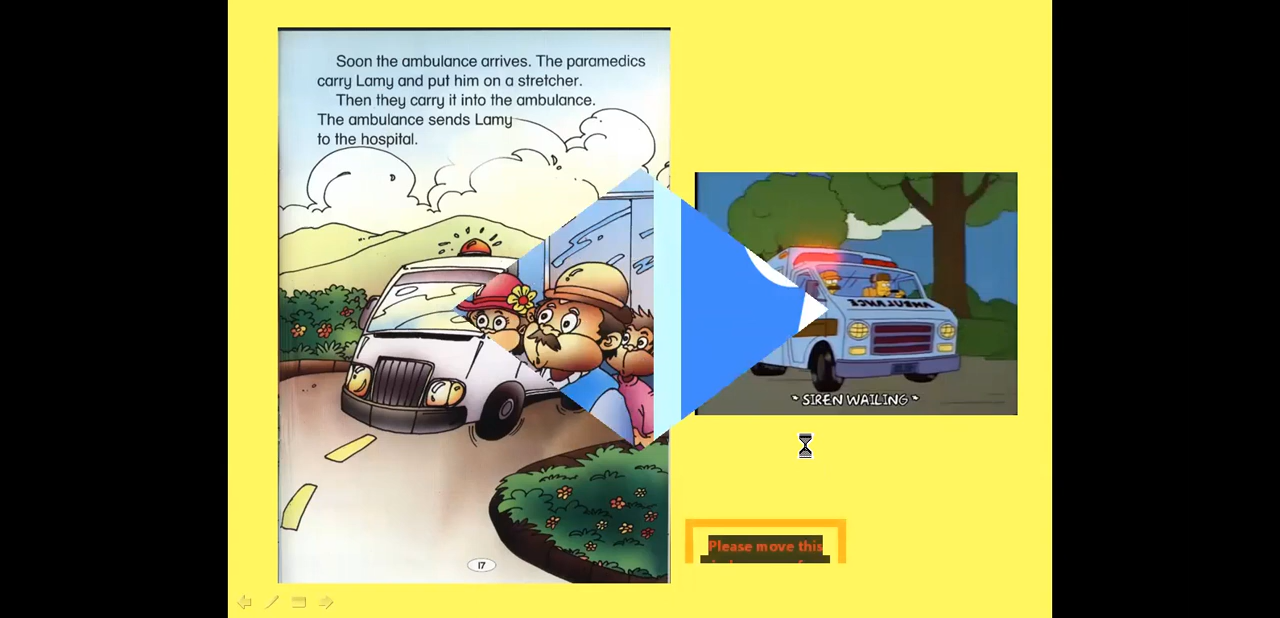 Soon the ambulance arrives. The paramedics
carry Lamy and put him on a stretcher.
Then they carry it into the ambulance.
The ambulance sends Lamy
to the hospital.
AMBULANCE
* SIREN WAILING *
Please move this
17